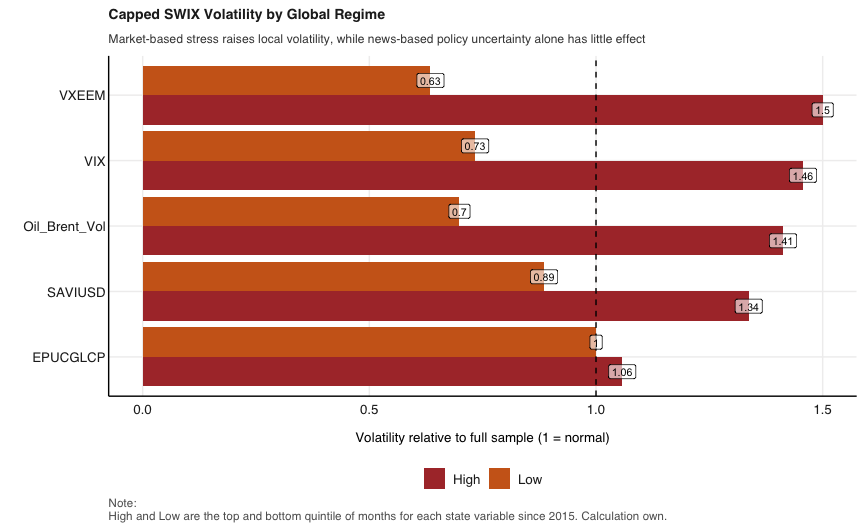 Capped SWIX Volatility by Global Regime
Market-based stress raises local volatility, while news-based policy uncertainty alone has little effect
VXEEM
0.63
1.5
VIX
0.73
1.46
Oil_Brent_Vol
0.7
1.41
SAVIUSD
0.89
1.34
EPUCGLCP
1
1.06
0.0 0.5 1.0 1.5
Volatility relative to full sample (1 = normal)
High Low
Note:
High and Low are the top and bottom quintile of months for each state variable since 2015. Calculation own.